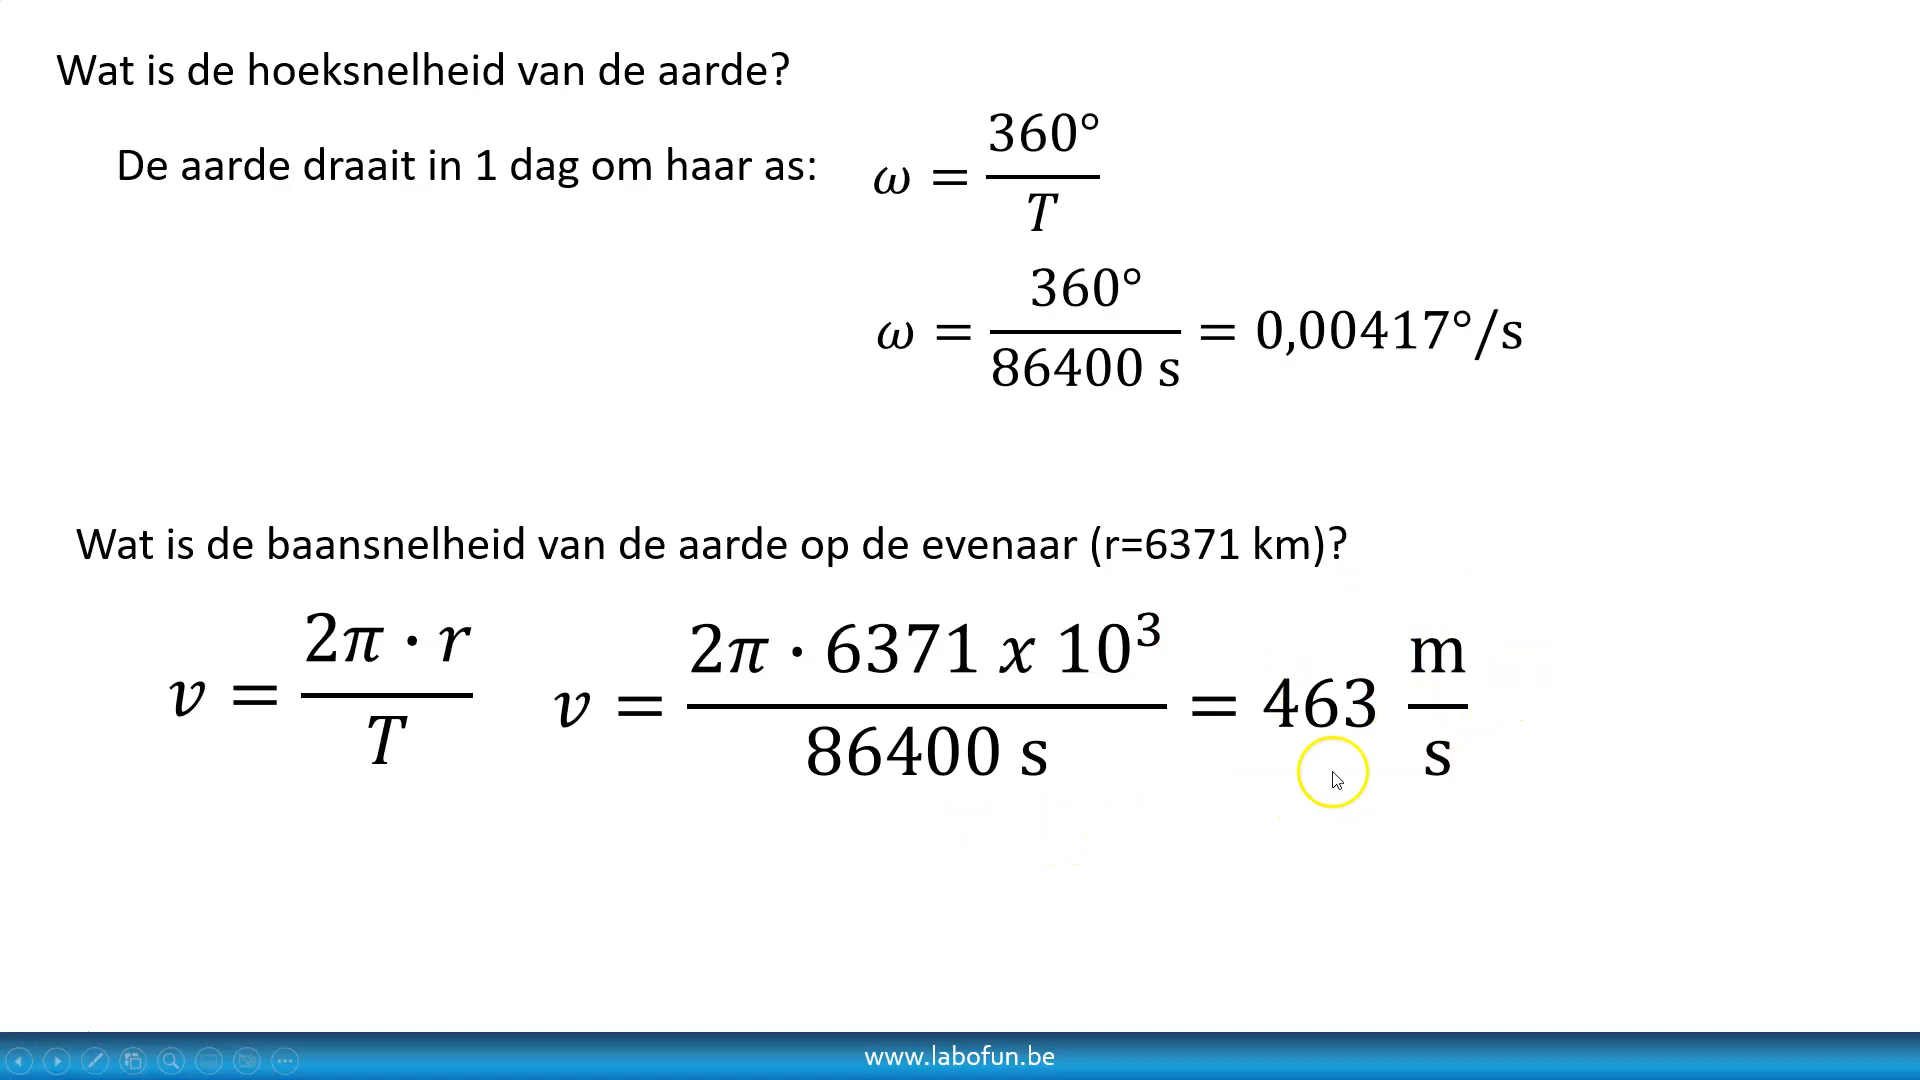 Wat is de hoeksnelheid van de aarde?
De aarde draait in 1 dag om haar as: ω = 360° / T
ω = 360° / 86400 s = 0,00417°/s
Wat is de baansnelheid van de aarde op de evenaar (r=6371 km)?
v = 2π · r / T v = 2π · 6371 x 10³ / 86400 s = 463 m/s
www.labofun.be